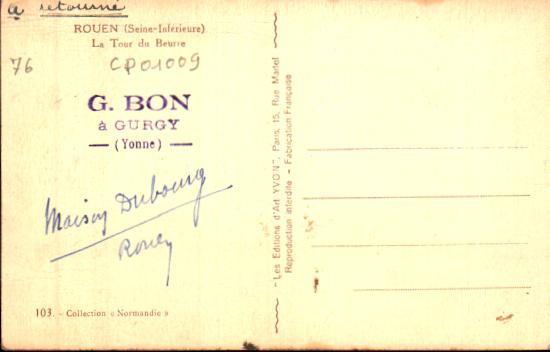 a retourné
ROUEN (Seine-Inférieure)
La Tour du Beurre
76 CP01009
G. BON
à GURGY
— (Yonne) —
Maison Dubourg
Rouen
103. - Collection « Normandie »
"Les Editions d'Art YVON", Paris, 15, Rue Martel
Reproduction interdite - Fabrication Française